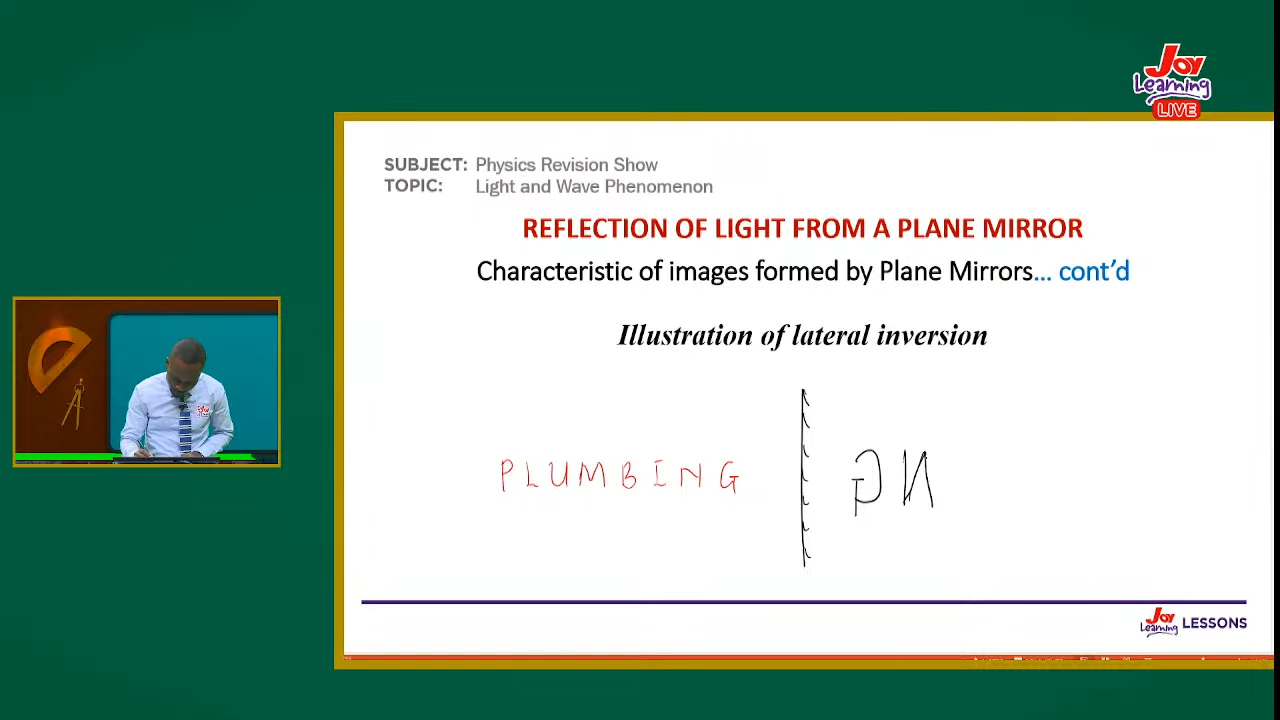 Joy
Learning
LIVE
SUBJECT: Physics Revision Show
TOPIC: Light and Wave Phenomenon
REFLECTION OF LIGHT FROM A PLANE MIRROR
Characteristic of images formed by Plane Mirrors... cont'd
Illustration of lateral inversion
PLUMBING
Joy
Learning LESSONS